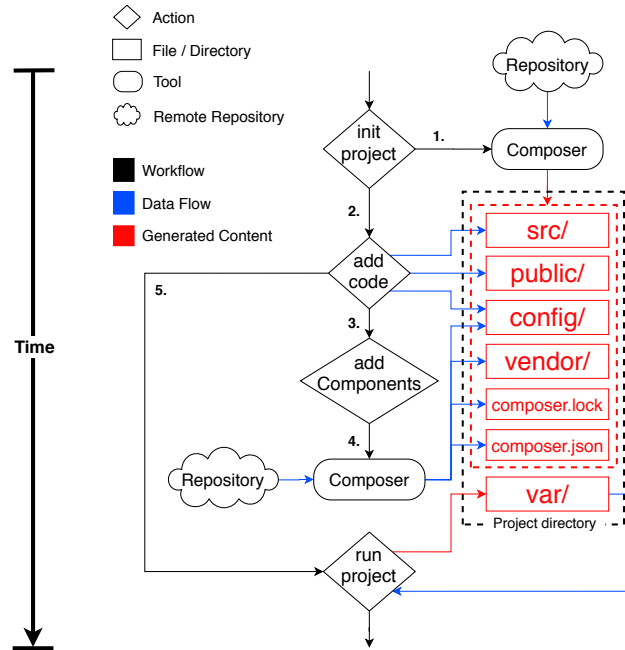 Action
File / Directory
Tool
Remote Repository
Workflow
Data Flow
Generated Content
Time
Repository
init
project
1.
Composer
2.
src/
add
code
public/
5.
config/
3.
add
Components
vendor/
composer.lock
4.
composer.json
Repository
Composer
var/
Project directory
run
project